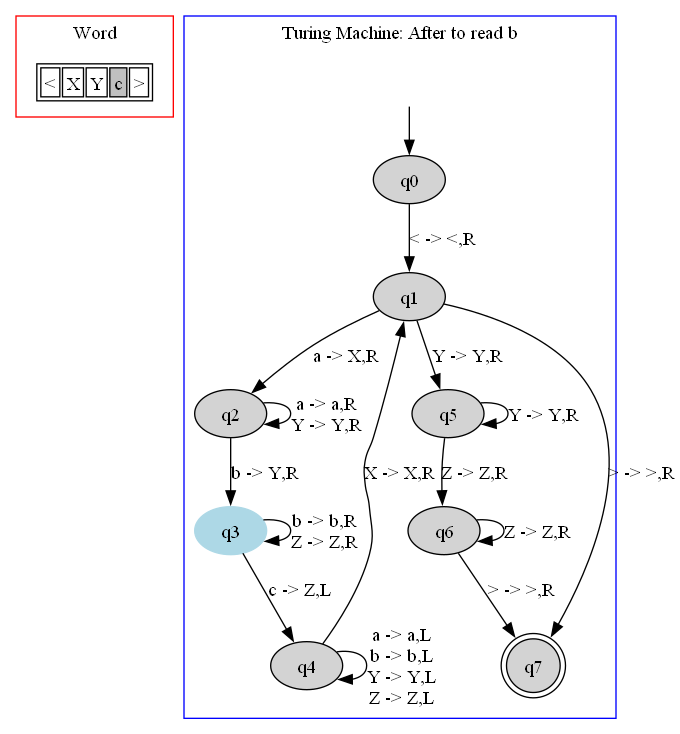 Word
< X Y c >
Turing Machine: After to read b
q0
< -> <,R
q1
a -> X,R
Y -> Y,R
q2
a -> a,R
Y -> Y,R
q5
Y -> Y,R
b -> Y,R
X -> X,R
Z -> Z,R
> -> >,R
q3
b -> b,R
Z -> Z,R
q6
Z -> Z,R
c -> Z,L
> -> >,R
q4
a -> a,L
b -> b,L
Y -> Y,L
Z -> Z,L
q7